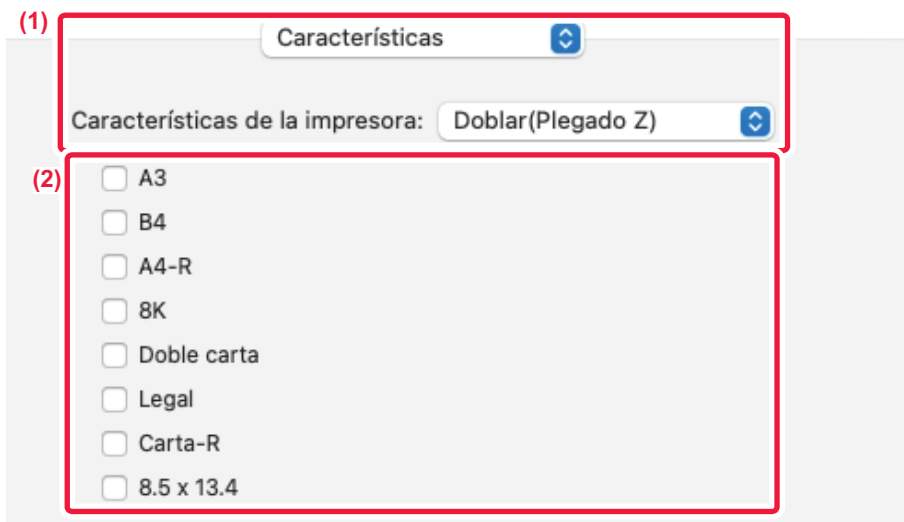 (1)
Características
Características de la impresora: Doblar(Plegado Z)
(2)
A3
B4
A4-R
8K
Doble carta
Legal
Carta-R
8.5 x 13.4